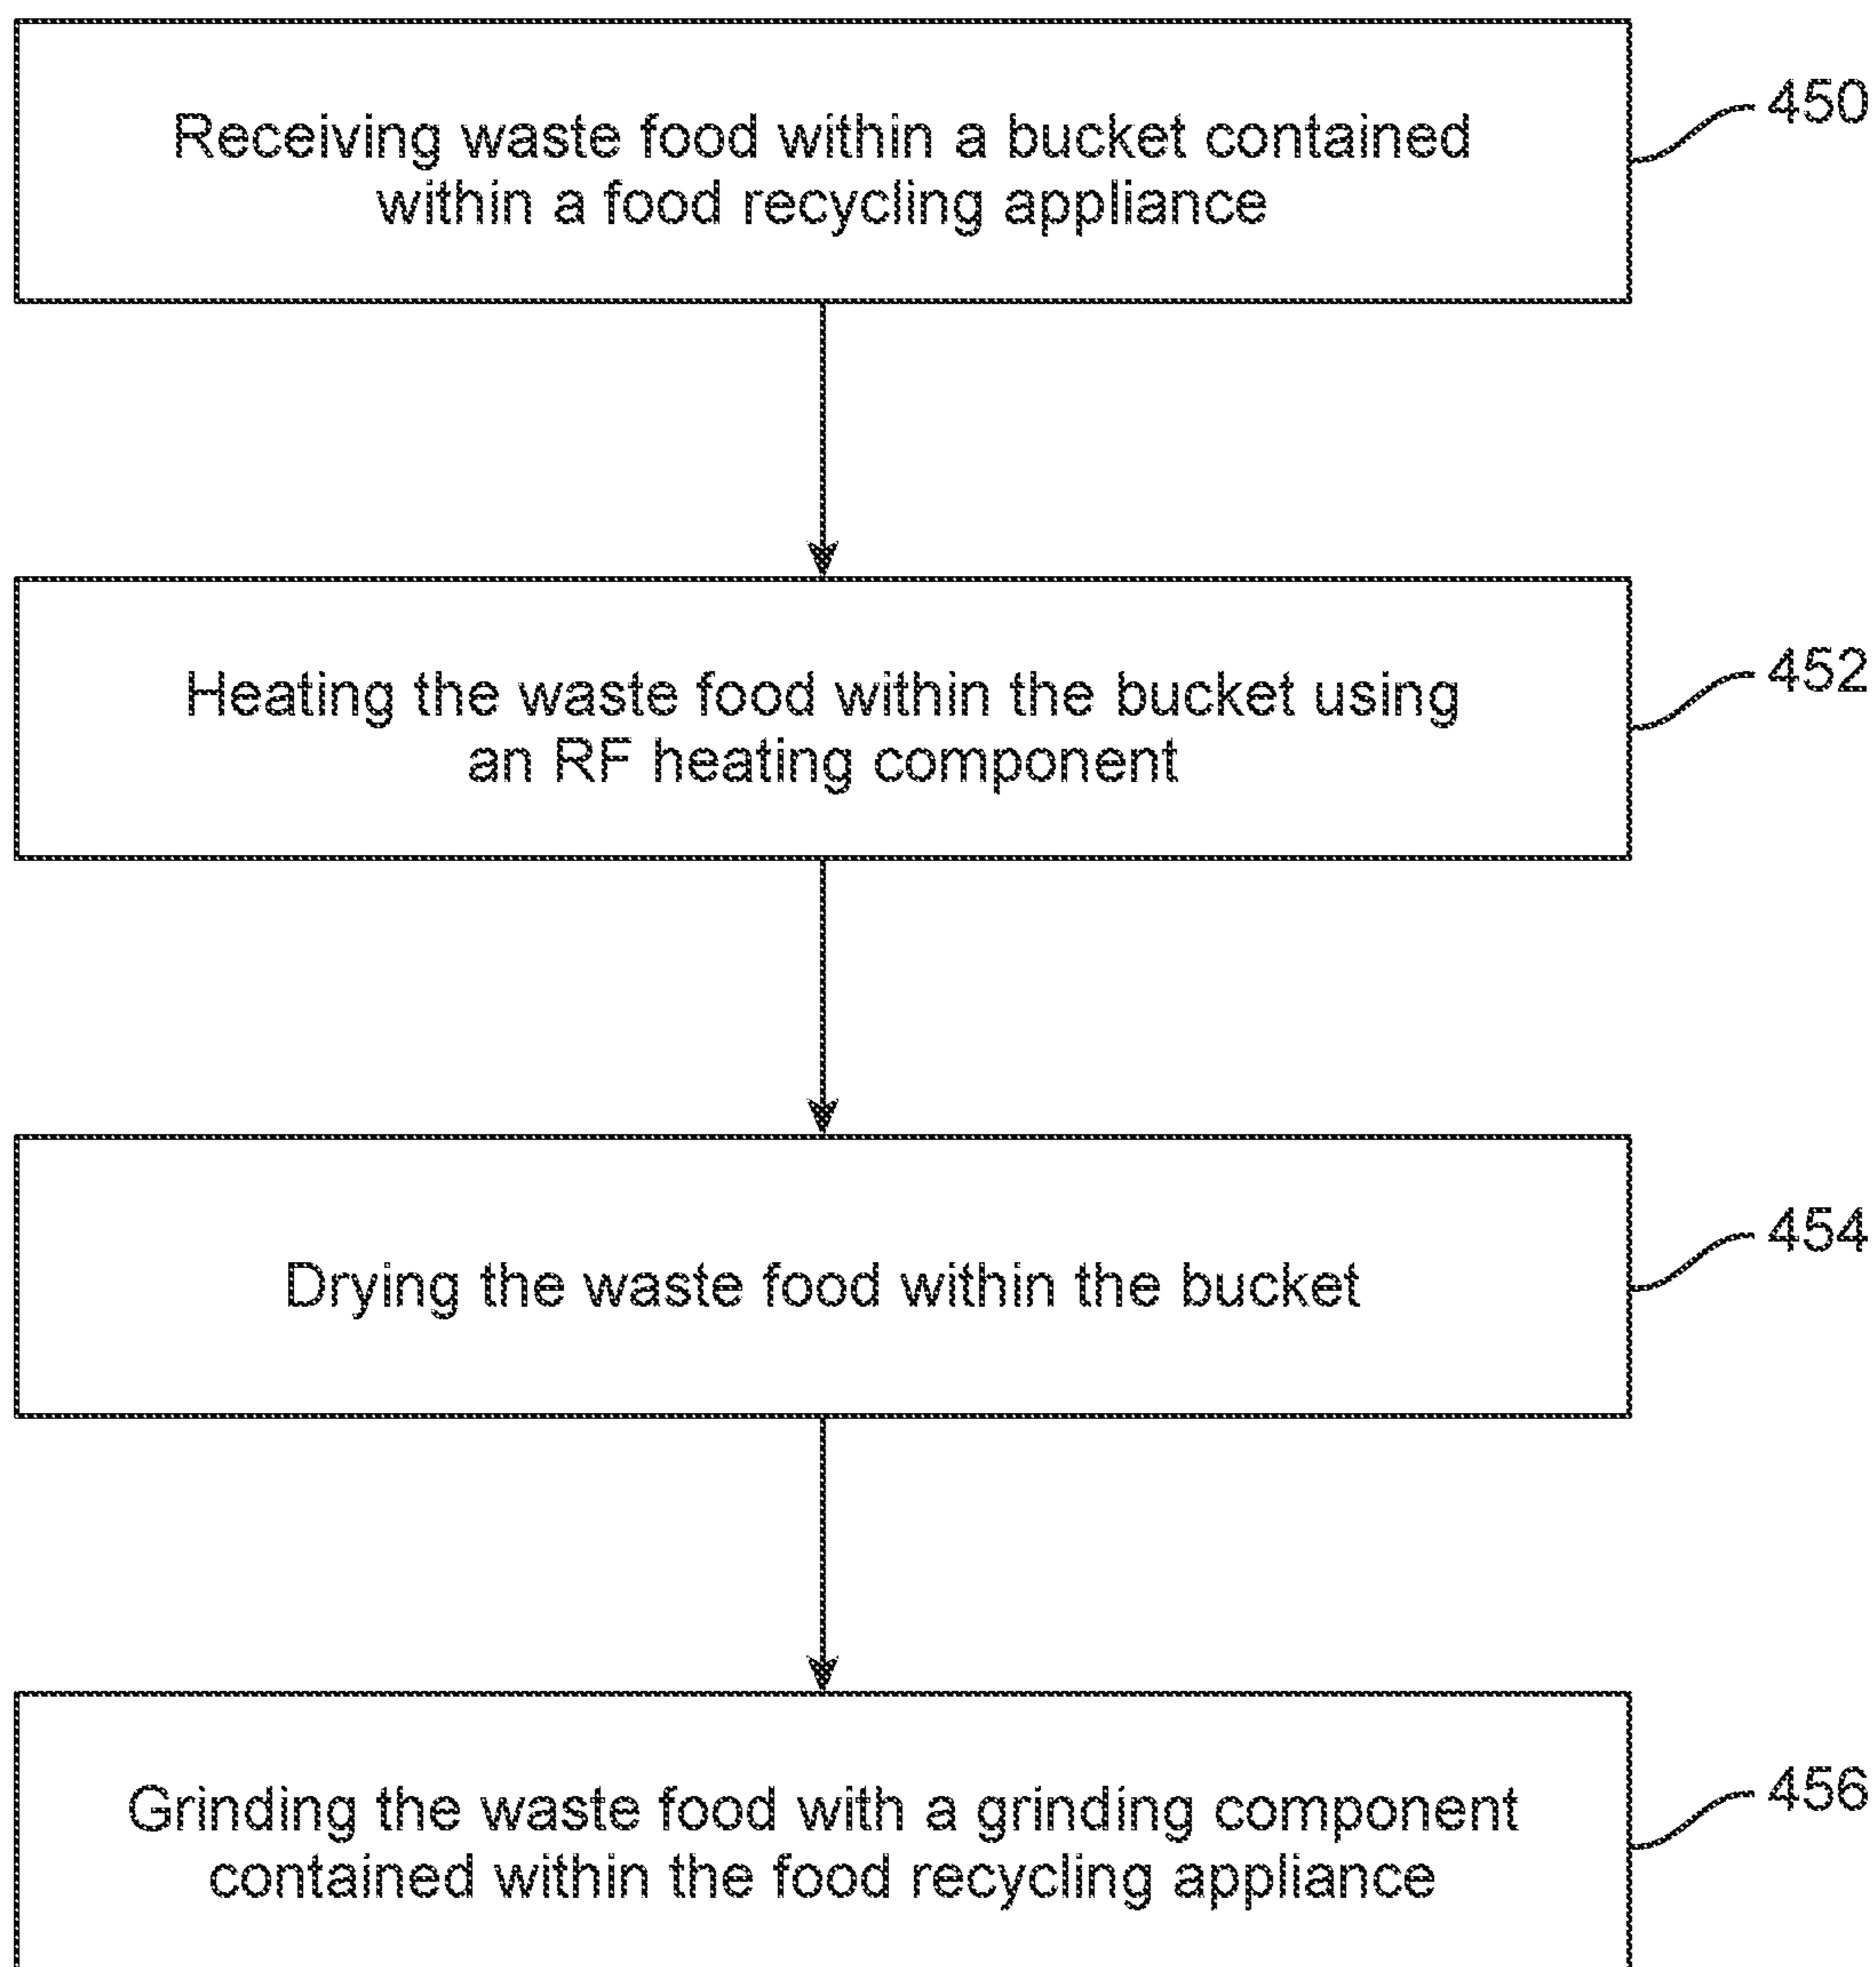 Receiving waste food within a bucket contained
within a food recycling appliance
450
Heating the waste food within the bucket using
an RF heating component
452
Drying the waste food within the bucket
454
Grinding the waste food with a grinding component
contained within the food recycling appliance
456